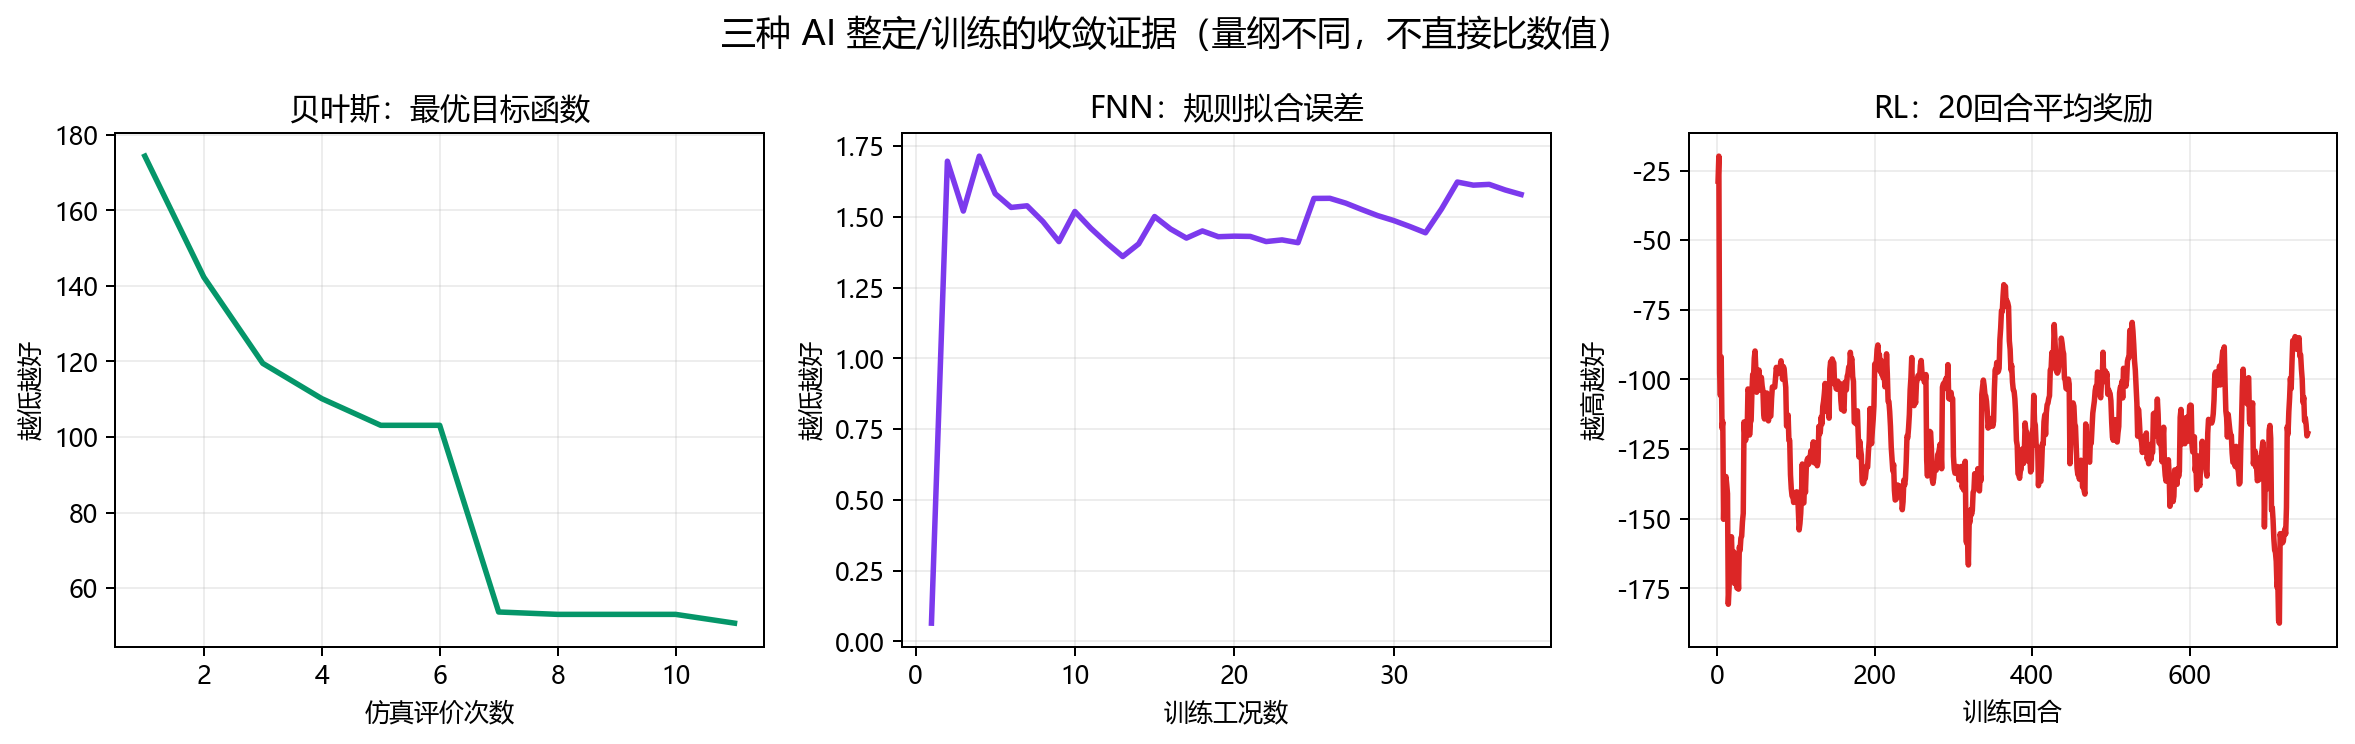 三种 AI 整定/训练的收敛证据（量纲不同，不直接比数值）
贝叶斯：最优目标函数
越低越好
180
160
140
120
100
80
60
2 4 6 8 10
仿真评价次数
FNN：规则拟合误差
越低越好
1.75
1.50
1.25
1.00
0.75
0.50
0.25
0.00
0 10 20 30
训练工况数
RL：20回合平均奖励
越高越好
-25
-50
-75
-100
-125
-150
-175
0 200 400 600
训练回合